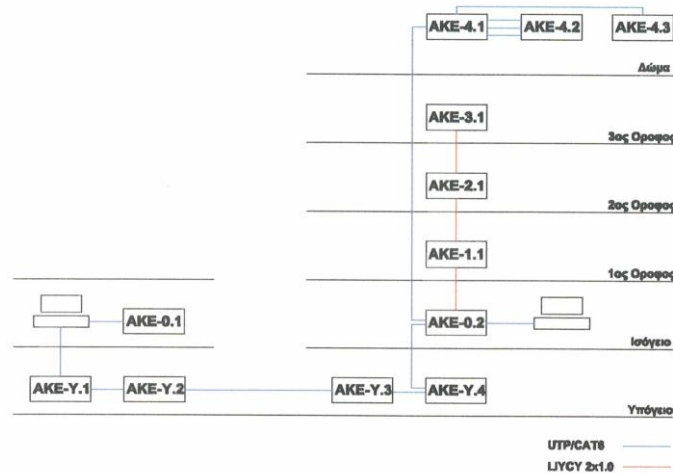 AKE-4.1 AKE-4.2 AKE-4.3
Δώμα
AKE-3.1
3ος Οροφος
AKE-2.1
2ος Οροφος
AKE-1.1
1ος Οροφος
AKE-0.1 AKE-0.2
Ισόγειο
AKE-Y.1 AKE-Y.2 AKE-Y.3 AKE-Y.4
Υπόγειο
UTP/CAT6
LIYCY 2x1.0